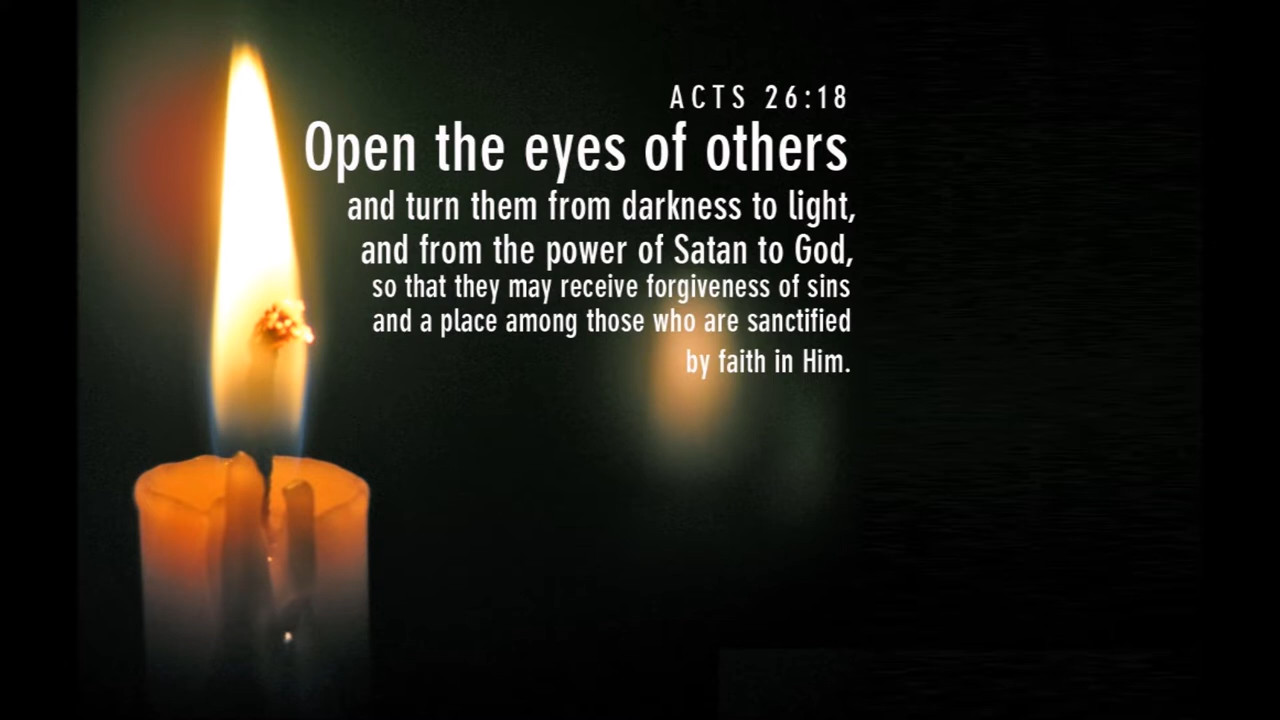 ACTS 26:18
Open the eyes of others
and turn them from darkness to light,
and from the power of Satan to God,
so that they may receive forgiveness of sins
and a place among those who are sanctified
by faith in Him.